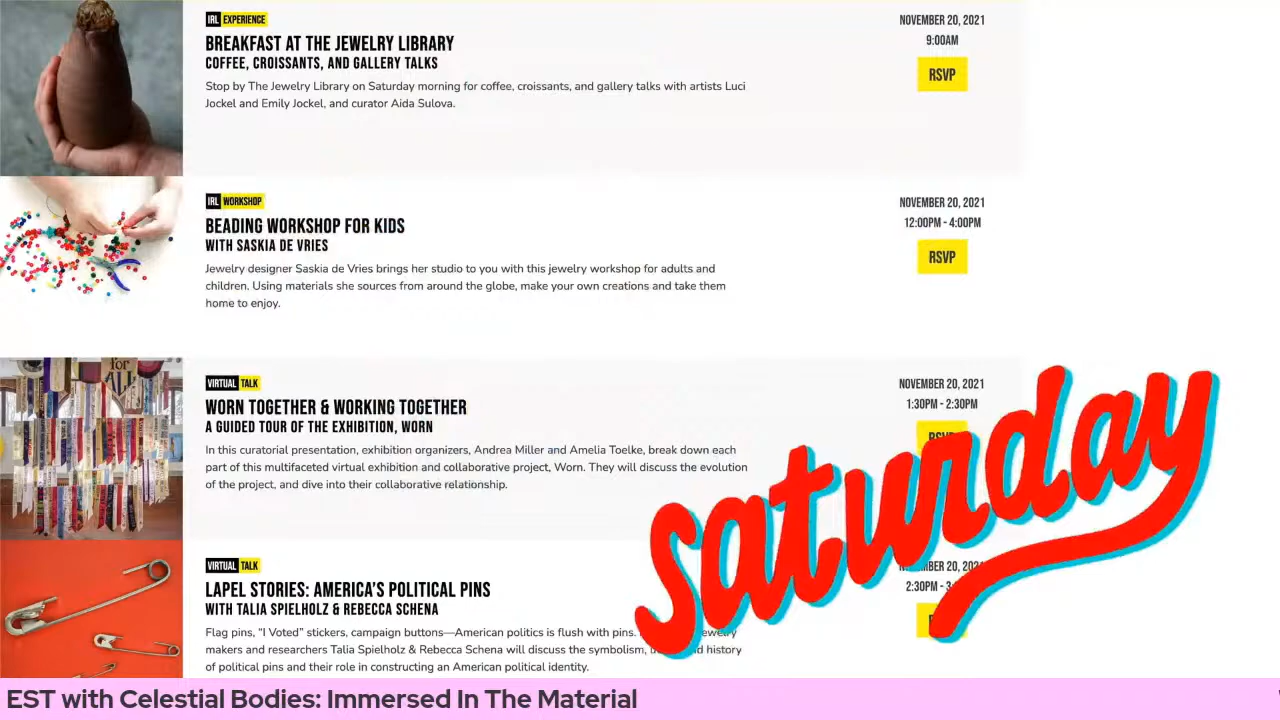 IRL EXPERIENCE
BREAKFAST AT THE JEWELRY LIBRARY
COFFEE, CROISSANTS, AND GALLERY TALKS
Stop by The Jewelry Library on Saturday morning for coffee, croissants, and gallery talks with artists Luci
Jockel and Emily Jockel, and curator Aida Sulova.
NOVEMBER 20, 2021
9:00AM
RSVP
IRL WORKSHOP
BEADING WORKSHOP FOR KIDS
WITH SASKIA DE VRIES
Jewelry designer Saskia de Vries brings her studio to you with this jewelry workshop for adults and
children. Using materials she sources from around the globe, make your own creations and take them
home to enjoy.
NOVEMBER 20, 2021
12:00PM - 4:00PM
RSVP
for
ALL
VIRTUAL TALK
WORN TOGETHER & WORKING TOGETHER
A GUIDED TOUR OF THE EXHIBITION, WORN
In this curatorial presentation, exhibition organizers, Andrea Miller and Amelia Toelke, break down each
part of this multifaceted virtual exhibition and collaborative project, Worn. They will discuss the evolution
of the project, and dive into their collaborative relationship.
NOVEMBER 20, 2021
1:30PM - 2:30PM
saturday
VIRTUAL TALK
LAPEL STORIES: AMERICA'S POLITICAL PINS
WITH TALIA SPIELHOLZ & REBECCA SCHENA
Flag pins, "I Voted" stickers, campaign buttons—American politics is flush with pins.
makers and researchers Talia Spielholz & Rebecca Schena will discuss the symbolism, history
of political pins and their role in constructing an American political identity.
20,
2:30PM -
EST with Celestial Bodies: Immersed In The Material